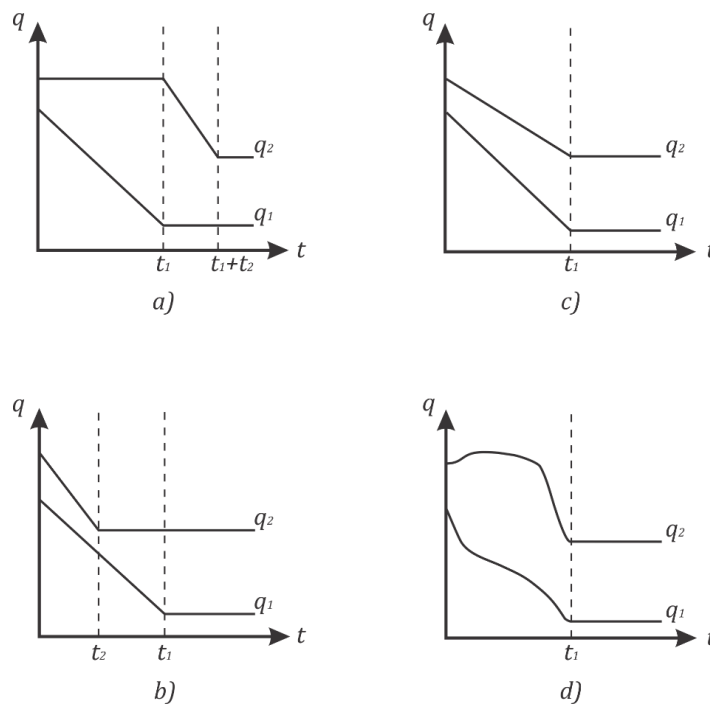 q
q₂
q₁
t
t₁
t₁+t₂
a)
q
q₂
q₁
t
t₁
c)
q
q₂
q₁
t
t₂
t₁
b)
q
q₂
q₁
t
t₁
d)